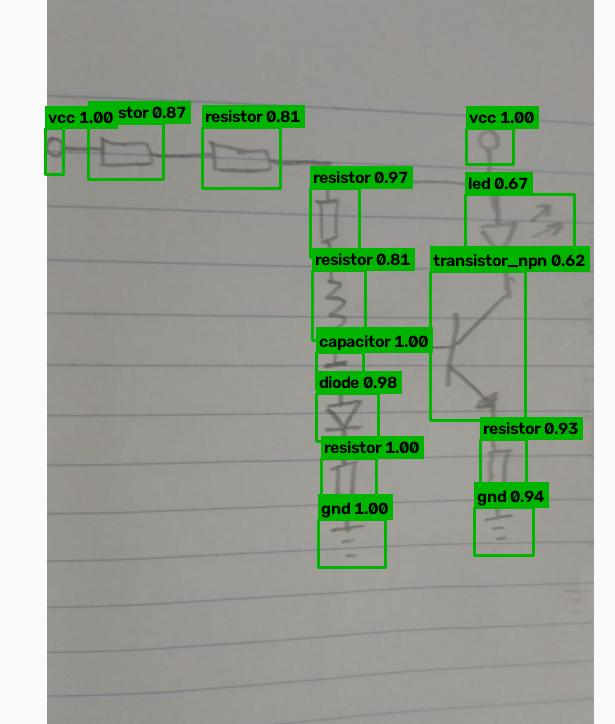 vcc 1.00
stor 0.87
resistor 0.81
vcc 1.00
resistor 0.97
led 0.67
resistor 0.81
transistor_npn 0.62
capacitor 1.00
diode 0.98
resistor 0.93
resistor 1.00
gnd 0.94
gnd 1.00